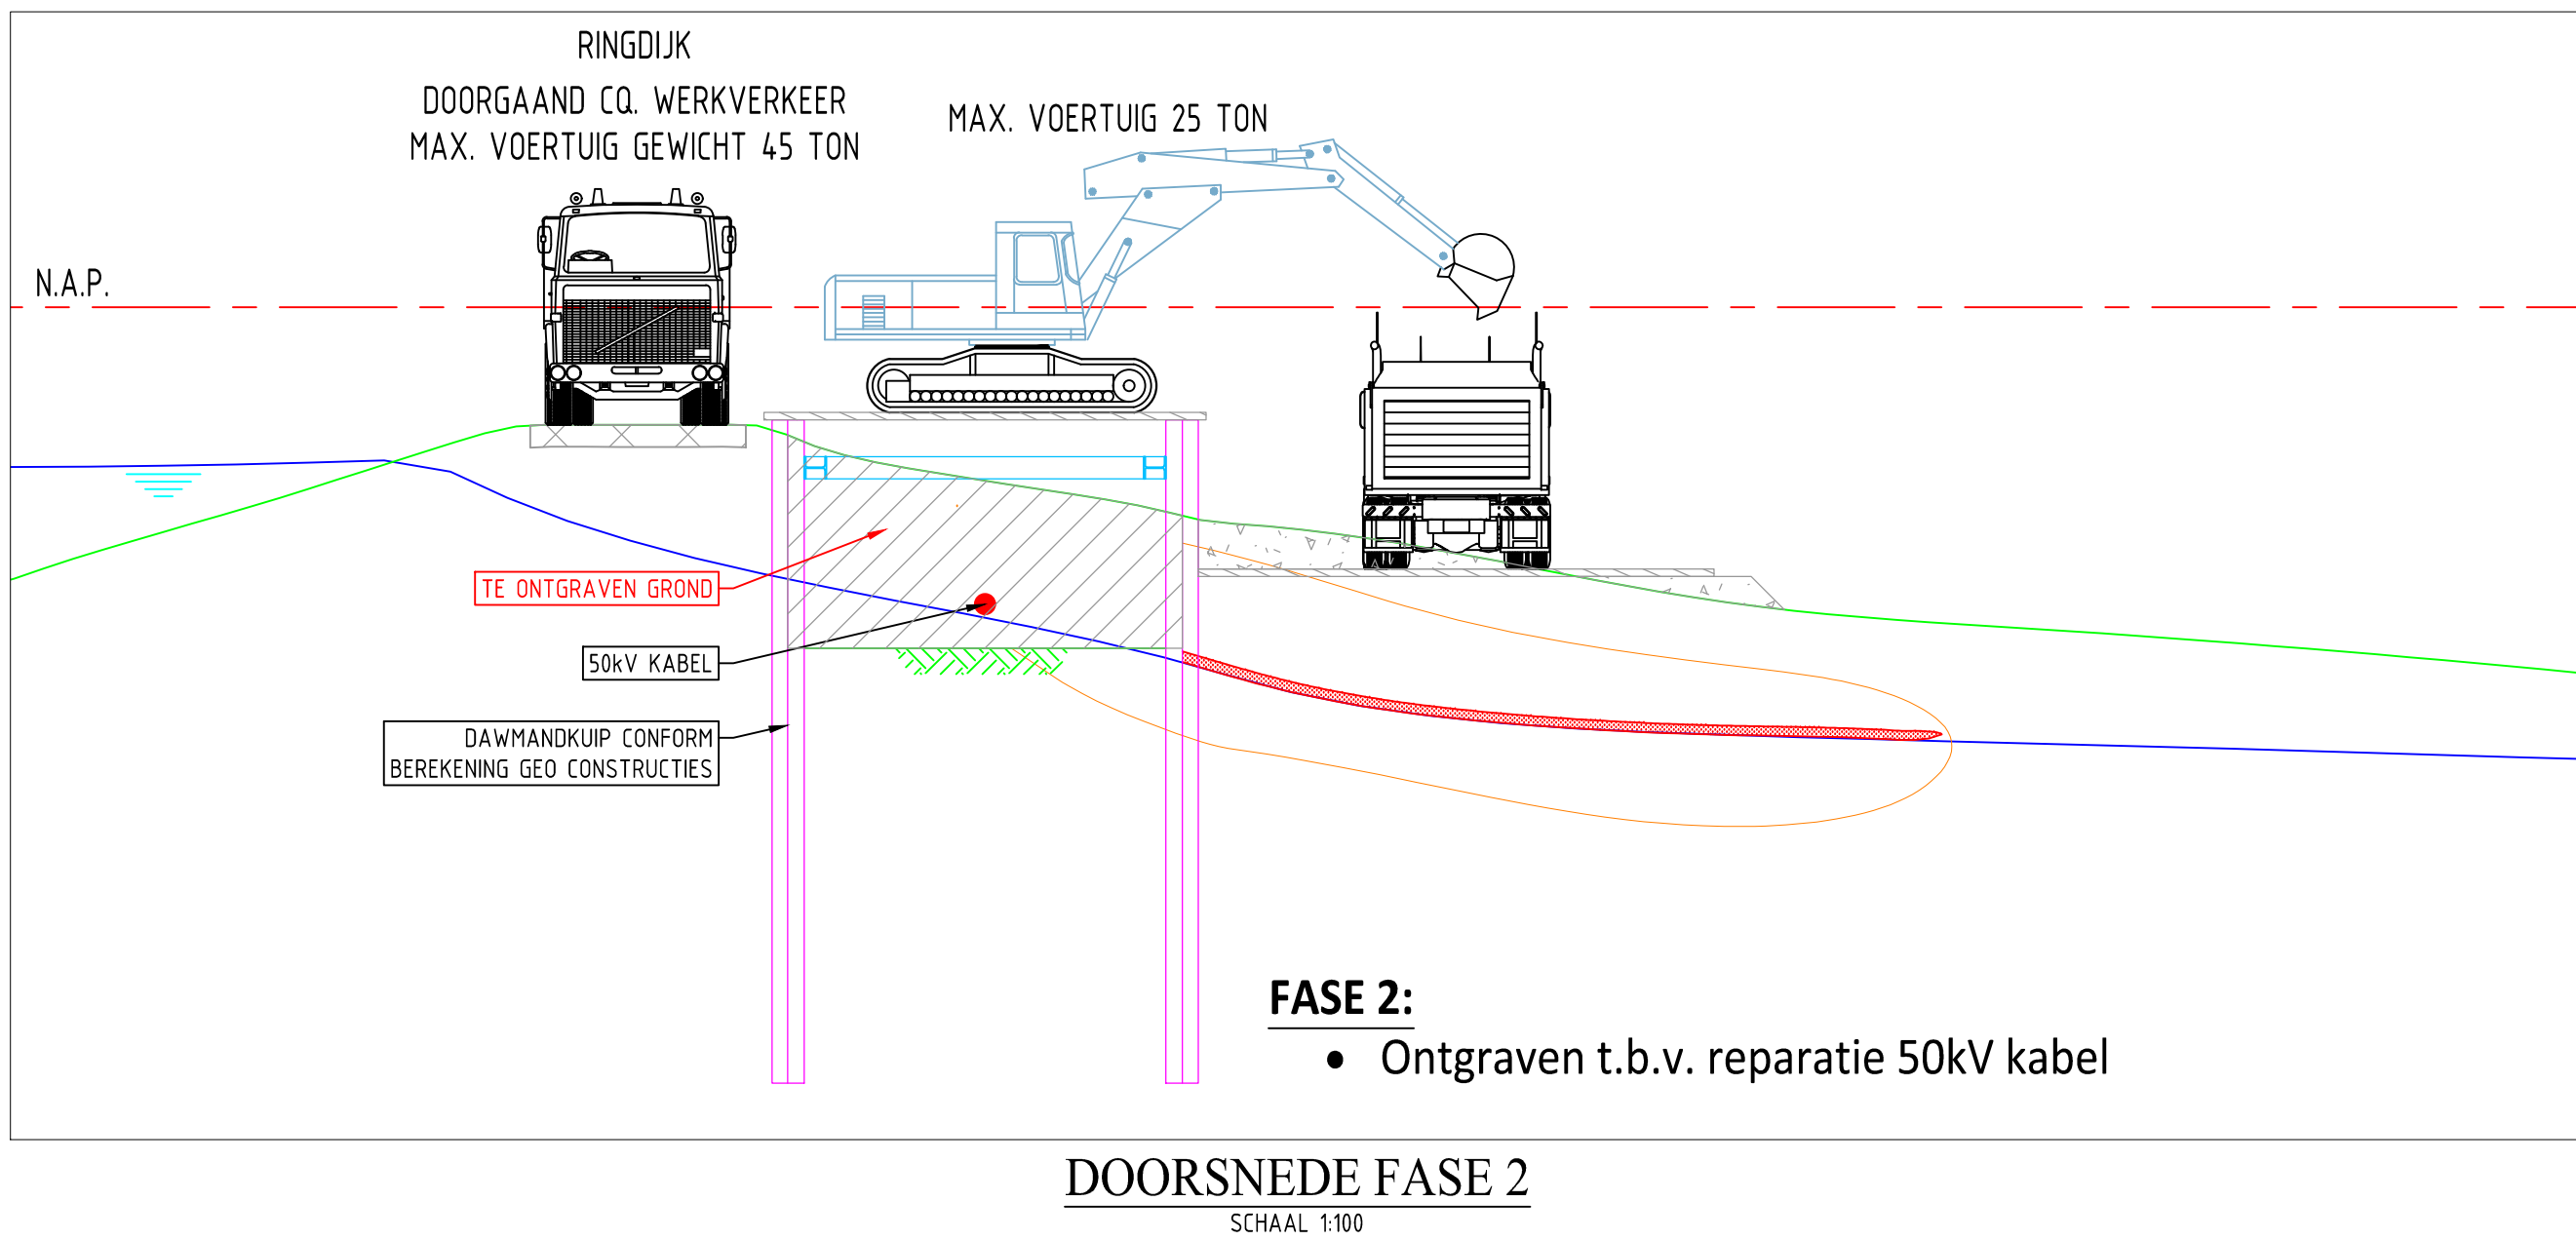 RINGDIJK
DOORGAAND CQ. WERKVERKEER
MAX. VOERTUIG GEWICHT 45 TON
MAX. VOERTUIG 25 TON
N.A.P.
TE ONTGRAVEN GROND
50kV KABEL
DAWMANDKUIP CONFORM
BEREKENING GEO CONSTRUCTIES
FASE 2:
• Ontgraven t.b.v. reparatie 50kV kabel
DOORSNEDE FASE 2
SCHAAL 1:100